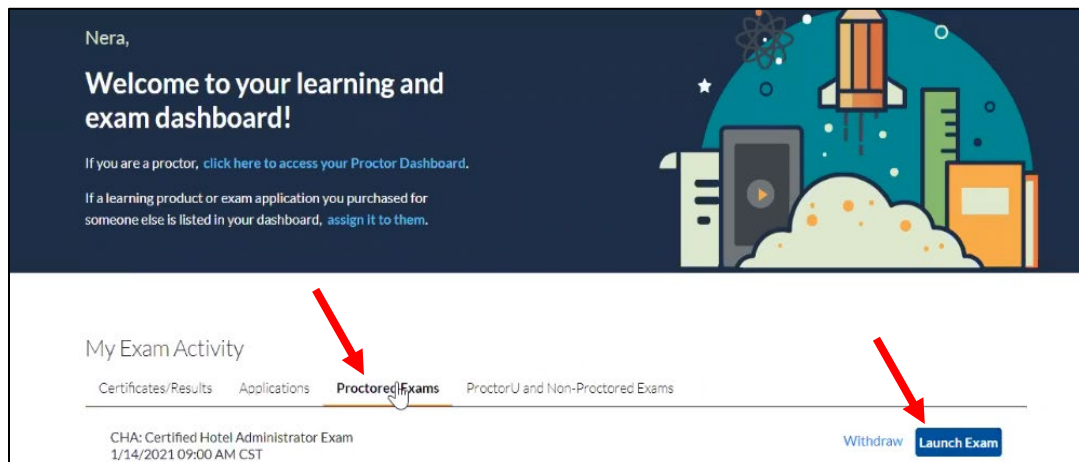 Nera,
Welcome to your learning and
exam dashboard!
If you are a proctor, click here to access your Proctor Dashboard.
If a learning product or exam application you purchased for
someone else is listed in your dashboard, assign it to them.
My Exam Activity
Certificates/Results Applications Proctored Exams ProctorU and Non-Proctored Exams
CHA: Certified Hotel Administrator Exam
Withdraw Launch Exam
1/14/2021 09:00 AM CST